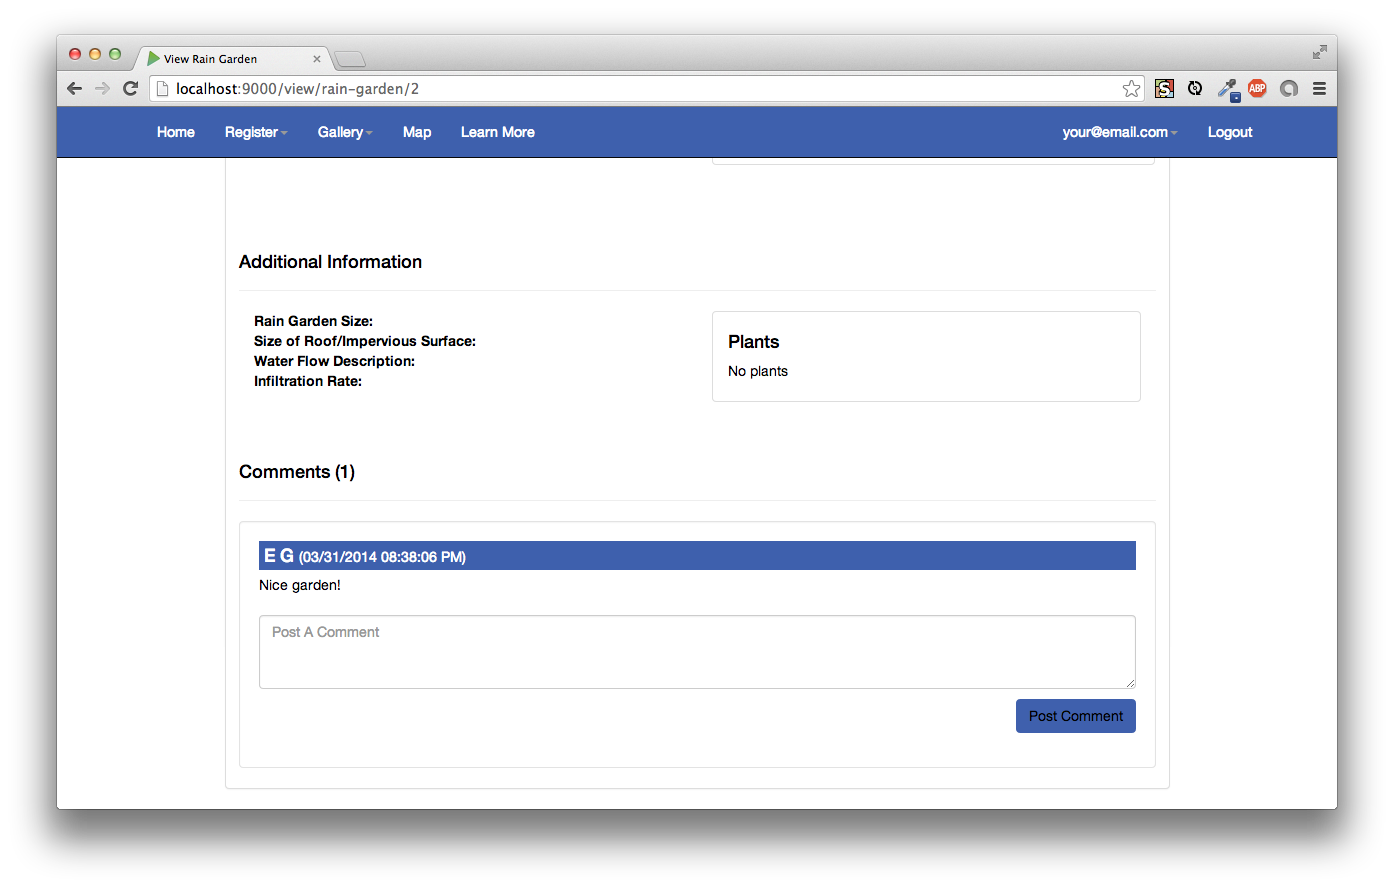 View Rain Garden
localhost:9000/view/rain-garden/2
ABP
Home Register Gallery Map Learn More your@email.com Logout
Additional Information
Rain Garden Size:
Size of Roof/Impervious Surface:
Water Flow Description:
Infiltration Rate:
Plants
No plants
Comments (1)
E G (03/31/2014 08:38:06 PM)
Nice garden!
Post A Comment
Post Comment